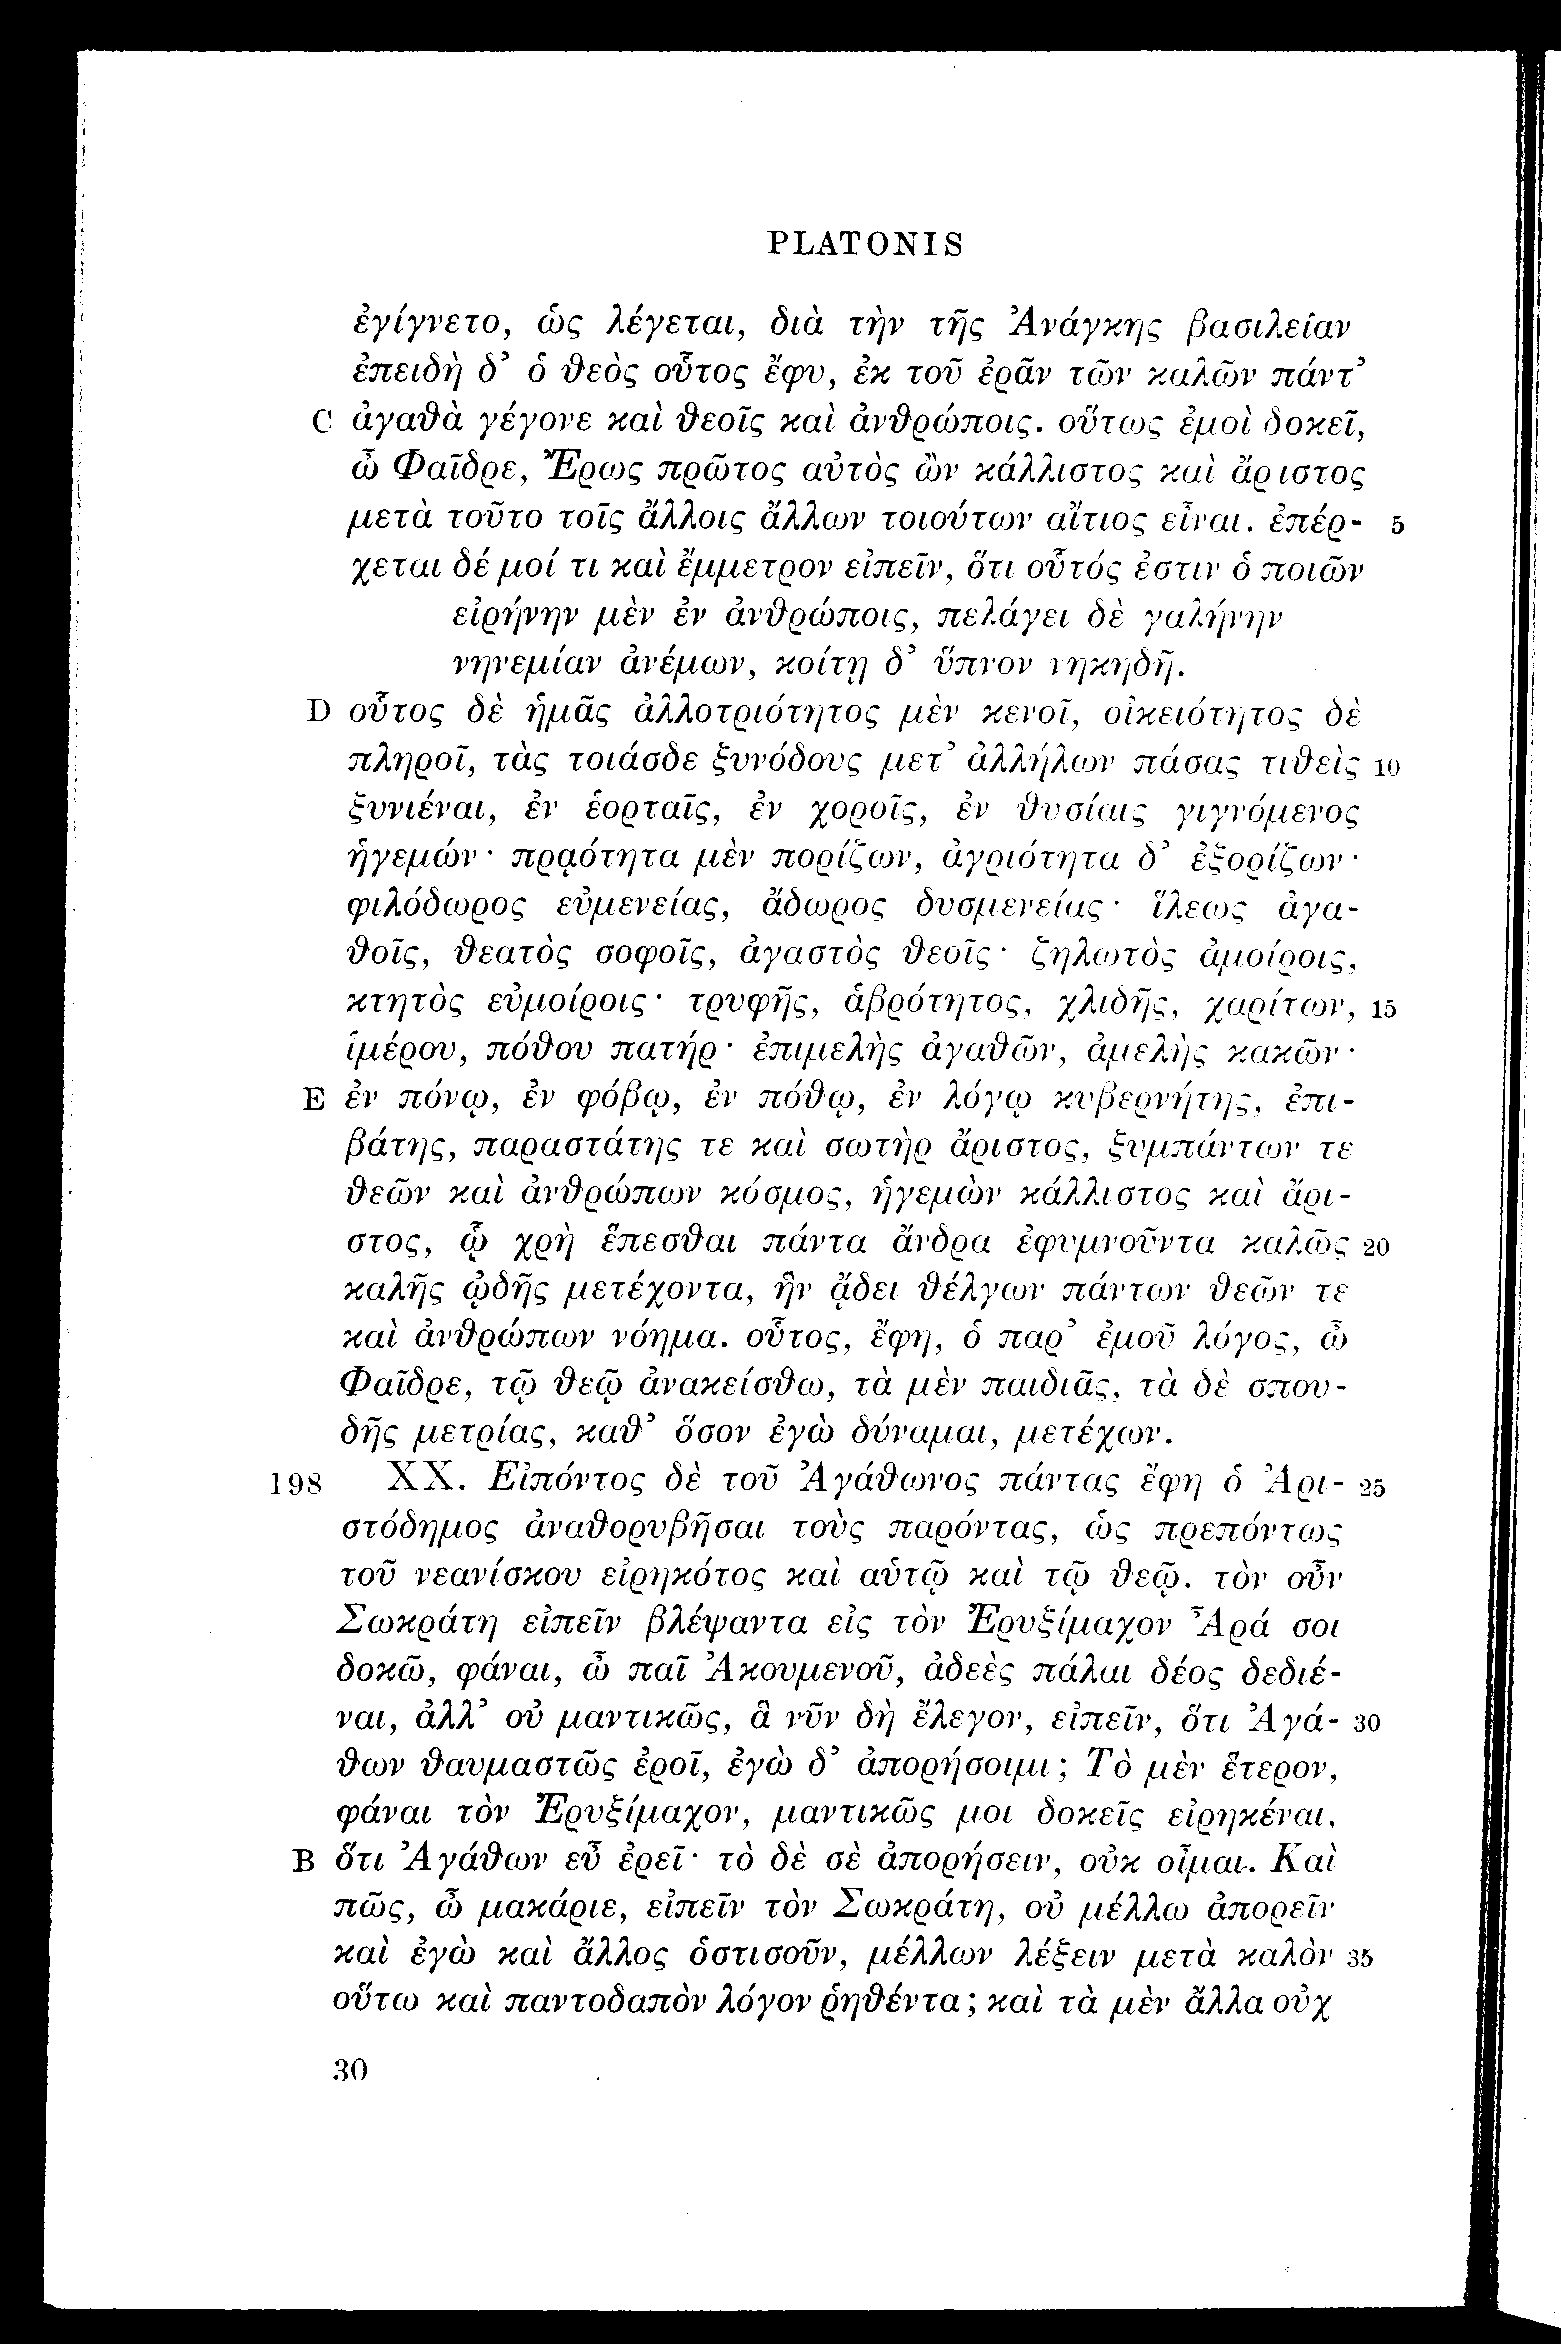 PLATONIS
ἐγίγνετο, ὡς λέγεται, διὰ τὴν τῆς Ἀνάγκης βασιλείαν
ἐπειδὴ δ’ ὁ θεὸς οὗτος ἔφυ, ἐκ τοῦ ἐρᾶν τῶν καλῶν πάντ’
C ἀγαθὰ γέγονε καὶ θεοῖς καὶ ἀνθρώποις. οὕτως ἐμοὶ δοκεῖ,
ὦ Φαῖδρε, Ἔρως πρῶτος αὐτὸς ὢν κάλλιστος καὶ ἄριστος
μετὰ τοῦτο τοῖς ἄλλοις ἄλλων τοιούτων αἴτιος εἶναι. ἐπέρ- 5
χεται δέ μοί τι καὶ ἔμμετρον εἰπεῖν, ὅτι οὗτός ἐστιν ὁ ποιῶν
εἰρήνην μὲν ἐν ἀνθρώποις, πελάγει δὲ γαλήνην
νηνεμίαν ἀνέμων, κοίτῃ δ’ ὕπνον νηκηδῆ.
D οὗτος δὲ ἡμᾶς ἀλλοτριότητος μὲν κενοῖ, οἰκειότητος δὲ
πληροῖ, τὰς τοιάσδε ξυνόδους μετ’ ἀλλήλων πάσας τιθεὶς 10
ξυνιέναι, ἐν ἑορταῖς, ἐν χοροῖς, ἐν θυσίαις γιγνόμενος
ἡγεμών· πρᾳότητα μὲν πορίζων, ἀγριότητα δ’ ἐξορίζων·
φιλόδωρος εὐμενείας, ἄδωρος δυσμενείας· ἵλεως ἀγα-
θοῖς, θεατὸς σοφοῖς, ἀγαστὸς θεοῖς· ζηλωτὸς ἀμοίροις,
κτητὸς εὐμοίροις· τρυφῆς, ἁβρότητος, χλιδῆς, χαρίτων, 15
ἱμέρου, πόθου πατήρ· ἐπιμελὴς ἀγαθῶν, ἀμελὴς κακῶν·
E ἐν πόνῳ, ἐν φόβῳ, ἐν πόθῳ, ἐν λόγῳ κυβερνήτης, ἐπι-
βάτης, παραστάτης τε καὶ σωτὴρ ἄριστος, ξυμπάντων τε
θεῶν καὶ ἀνθρώπων κόσμος, ἡγεμὼν κάλλιστος καὶ ἄρι-
στος, ᾧ χρὴ ἕπεσθαι πάντα ἄνδρα ἐφυμνοῦντα καλῶς 20
καλῆς ᾠδῆς μετέχοντα, ἣν ᾄδει θέλγων πάντων θεῶν τε
καὶ ἀνθρώπων νόημα. οὗτος, ἔφη, ὁ παρ’ ἐμοῦ λόγος, ὦ
Φαῖδρε, τῷ θεῷ ἀνακείσθω, τὰ μὲν παιδιᾶς, τὰ δὲ σπου-
δῆς μετρίας, καθ’ ὅσον ἐγὼ δύναμαι, μετέχων.
198 XX. Εἰπόντος δὲ τοῦ Ἀγάθωνος πάντας ἔφη ὁ Ἀρι- 25
στόδημος ἀναθορυβῆσαι τοὺς παρόντας, ὡς πρεπόντως
τοῦ νεανίσκου εἰρηκότος καὶ αὑτῷ καὶ τῷ θεῷ. τὸν οὖν
Σωκράτη εἰπεῖν βλέψαντα εἰς τὸν Ἐρυξίμαχον Ἆρά σοι
δοκῶ, φάναι, ὦ παῖ Ἀκουμενοῦ, ἀδεὲς πάλαι δέος δεδιέ-
ναι, ἀλλ’ οὐ μαντικῶς, ἃ νῦν δὴ ἔλεγον, εἰπεῖν, ὅτι Ἀγά- 30
θων θαυμαστῶς ἐροῖ, ἐγὼ δ’ ἀπορήσοιμι; Τὸ μὲν ἕτερον,
φάναι τὸν Ἐρυξίμαχον, μαντικῶς μοι δοκεῖς εἰρηκέναι,
B ὅτι Ἀγάθων εὖ ἐρεῖ· τὸ δὲ σὲ ἀπορήσειν, οὐκ οἶμαι. Καὶ
πῶς, ὦ μακάριε, εἰπεῖν τὸν Σωκράτη, οὐ μέλλω ἀπορεῖν
καὶ ἐγὼ καὶ ἄλλος ὁστισοῦν, μέλλων λέξειν μετὰ καλὸν 35
οὕτω καὶ παντοδαπὸν λόγον ῥηθέντα; καὶ τὰ μὲν ἄλλα οὐχ
30